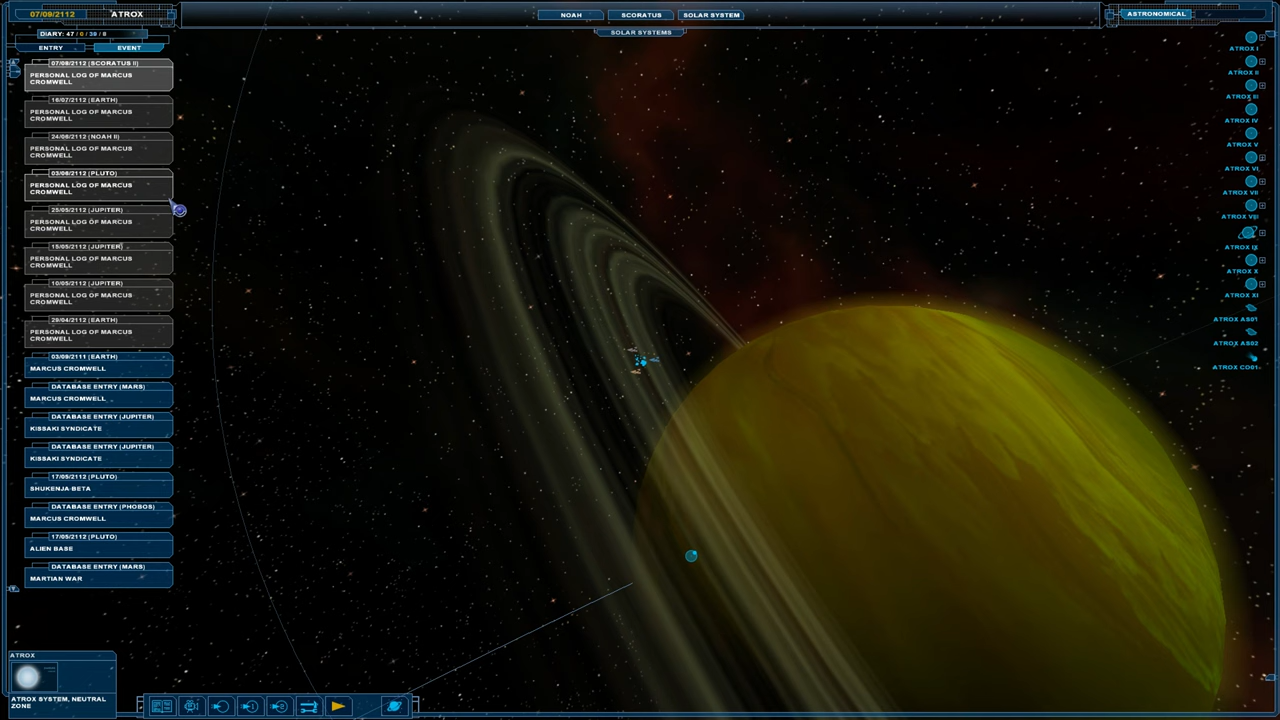 07/09/2112
ATROX
NOAH
SCORATUS
SOLAR SYSTEM
ASTRONOMICAL
SOLAR SYSTEMS
DIARY: 47 / 0 / 39 / 8
ENTRY
EVENT
07/08/2112 (SCORATUS II)
PERSONAL LOG OF MARCUS
CROMWELL
16/07/2112 (EARTH)
PERSONAL LOG OF MARCUS
CROMWELL
24/06/2112 (NOAH II)
PERSONAL LOG OF MARCUS
CROMWELL
03/06/2112 (PLUTO)
PERSONAL LOG OF MARCUS
CROMWELL
25/05/2112 (JUPITER)
PERSONAL LOG OF MARCUS
CROMWELL
15/05/2112 (JUPITER)
PERSONAL LOG OF MARCUS
CROMWELL
10/05/2112 (JUPITER)
PERSONAL LOG OF MARCUS
CROMWELL
29/04/2112 (EARTH)
PERSONAL LOG OF MARCUS
CROMWELL
03/09/2111 (EARTH)
MARCUS CROMWELL
DATABASE ENTRY (MARS)
MARCUS CROMWELL
DATABASE ENTRY (JUPITER)
KISSAKI SYNDICATE
DATABASE ENTRY (JUPITER)
KISSAKI SYNDICATE
17/05/2112 (PLUTO)
SHUKENJA-BETA
DATABASE ENTRY (PHOBOS)
MARCUS CROMWELL
17/05/2112 (PLUTO)
ALIEN BASE
DATABASE ENTRY (MARS)
MARTIAN WAR
ATROX I
ATROX II
ATROX III
ATROX IV
ATROX V
ATROX VI
ATROX VII
ATROX VIII
ATROX IX
ATROX X
ATROX XI
ATROX AS01
ATROX AS02
ATROX CO01
ATROX
ATROX SYSTEM, NEUTRAL
ZONE
1
2